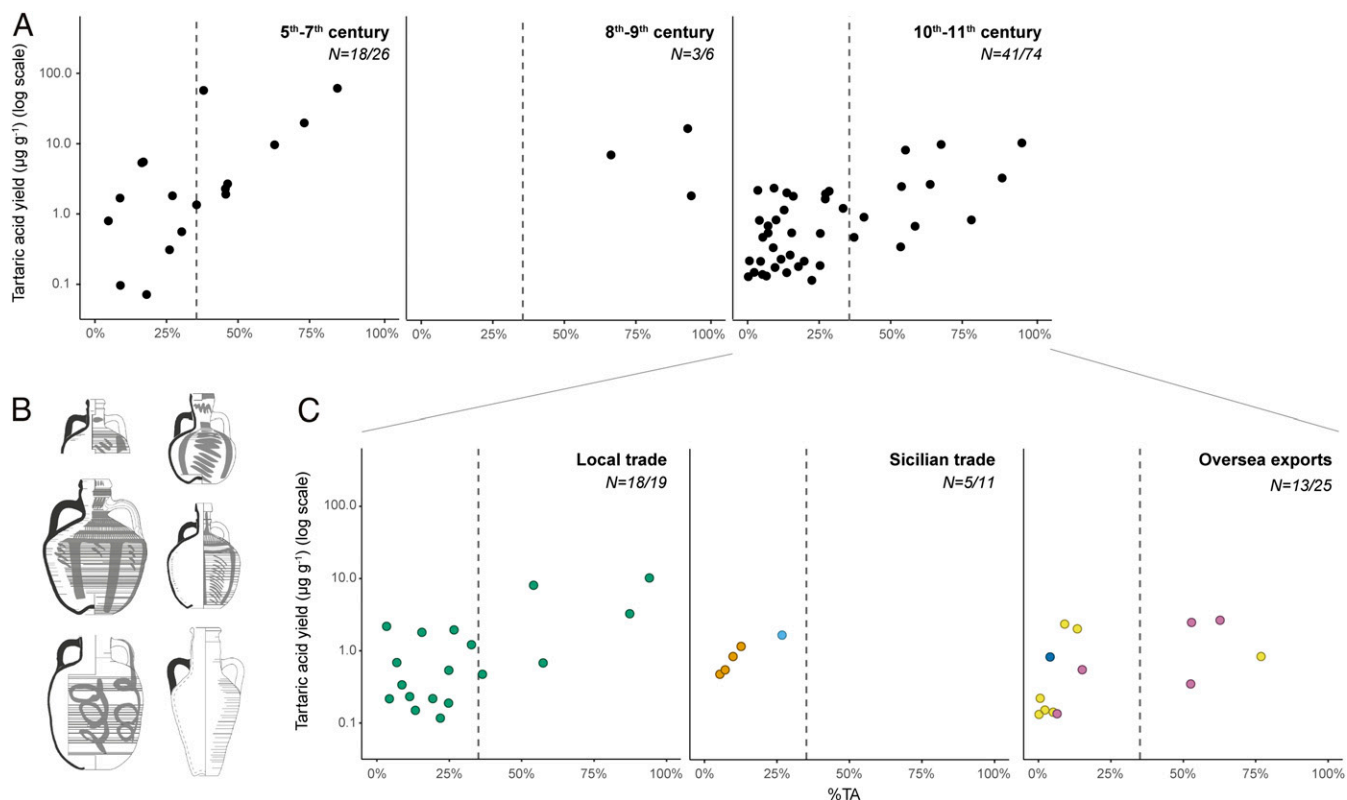 A
5th-7th century
N=18/26
8th-9th century
N=3/6
10th-11th century
N=41/74
Tartaric acid yield (µg g-1) (log scale)
100.0
10.0
1.0
0.1
0% 25% 50% 75% 100%
0% 25% 50% 75% 100%
0% 25% 50% 75% 100%
B
C
Local trade
N=18/19
Sicilian trade
N=5/11
Oversea exports
N=13/25
Tartaric acid yield (µg g-1) (log scale)
100.0
10.0
1.0
0.1
0% 25% 50% 75% 100%
0% 25% 50% 75% 100%
0% 25% 50% 75% 100%
%TA